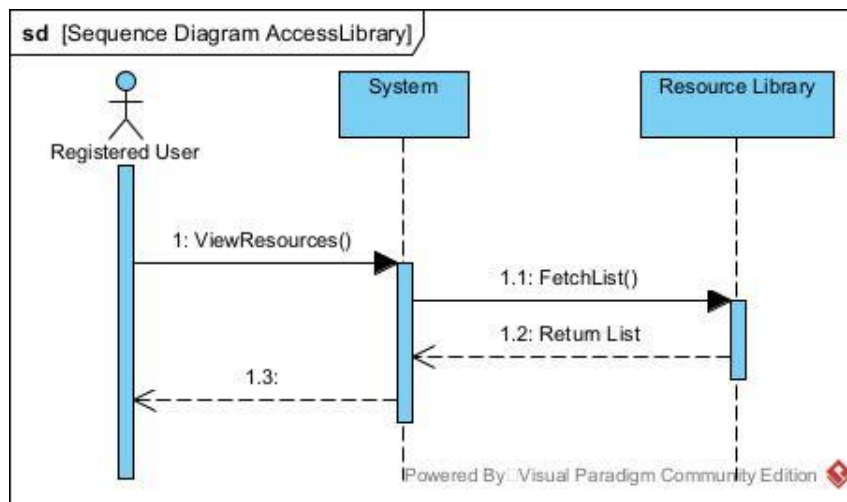 sd [Sequence Diagram AccessLibrary]
System
Resource Library
Registered User
1: ViewResources()
1.1: FetchList()
1.2: Return List
1.3:
Powered By Visual Paradigm Community Edition